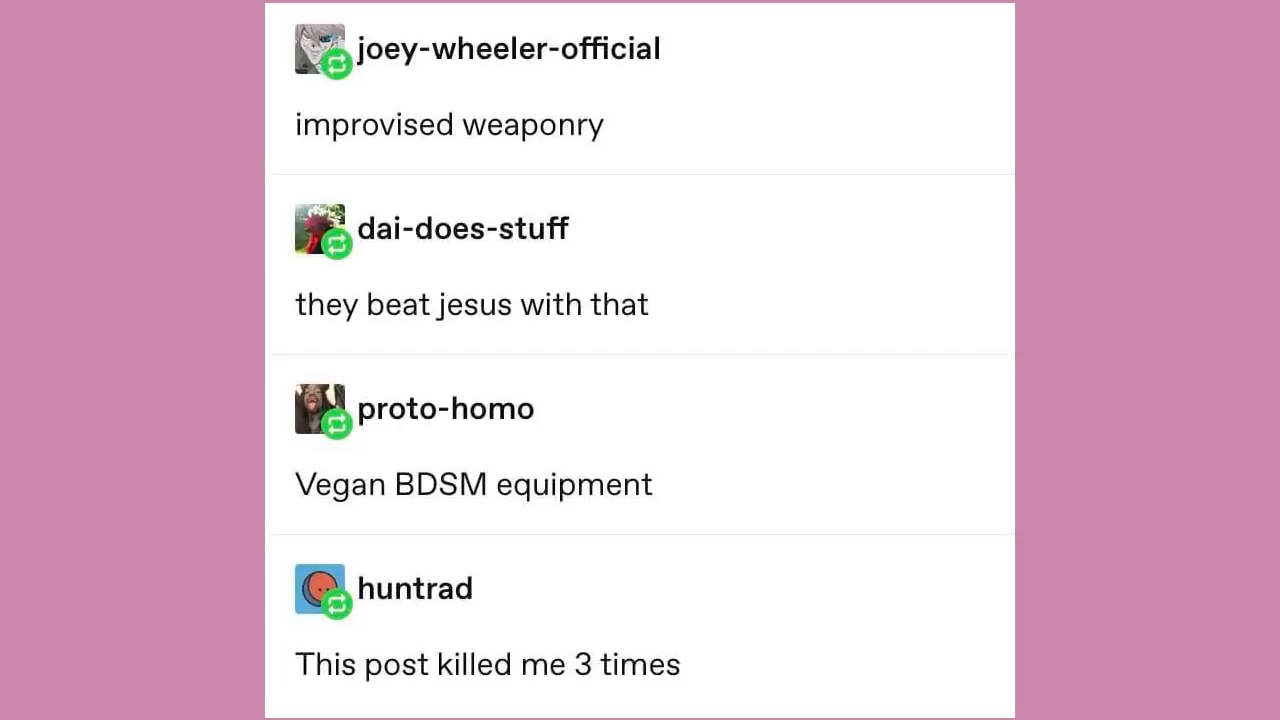 joey-wheeler-official
improvised weaponry
dai-does-stuff
they beat jesus with that
proto-homo
Vegan BDSM equipment
huntrad
This post killed me 3 times